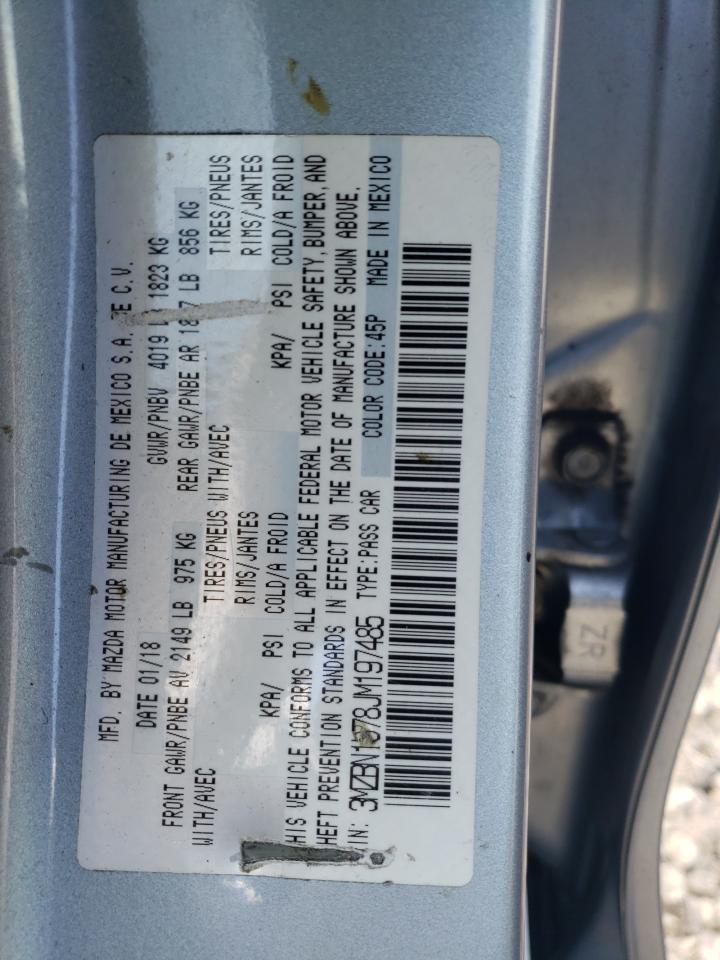 MFD. BY MAZDA MOTOR MANUFACTURING DE MEXICO S.A. C.V.
DATE 01/18 GVWR/PNBV 4019 1823 KG
FRONT GAWR/PNBE AV 2149 LB 975 KG REAR GAWR/PNBE AR LB 856 KG
WITH/AVEC TIRES/PNEUS WITH/AVEC TIRES/PNEUS
RIMS/JANTES RIMS/JANTES
KPA/ PSI COLD/A FROID KPA/ PSI COLD/A FROID
HIS VEHICLE CONFORMS TO ALL APPLICABLE FEDERAL MOTOR VEHICLE SAFETY, BUMPER, AND
HEFT PREVENTION STANDARDS IN EFFECT ON THE DATE OF MANUFACTURE SHOWN ABOVE.
IN: TYPE:PASS CAR COLOR CODE:45P MADE IN MEXICO
ZR